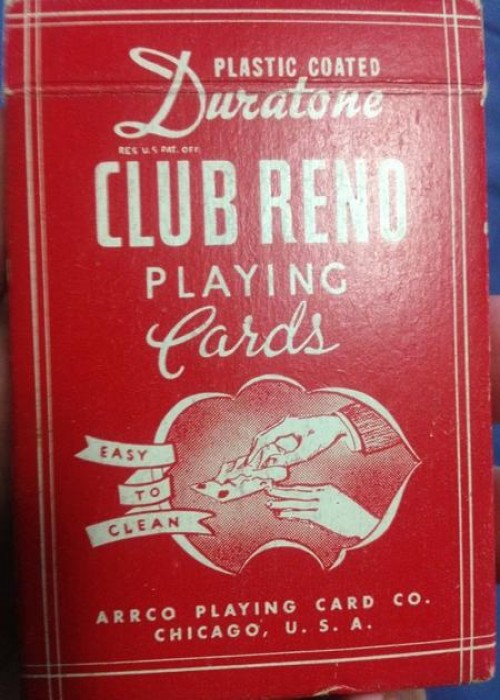 PLASTIC COATED
Duratone
REG. U.S. PAT. OFF.
CLUB RENO
PLAYING
Cards
EASY
TO
CLEAN
ARRCO PLAYING CARD CO.
CHICAGO, U. S. A.